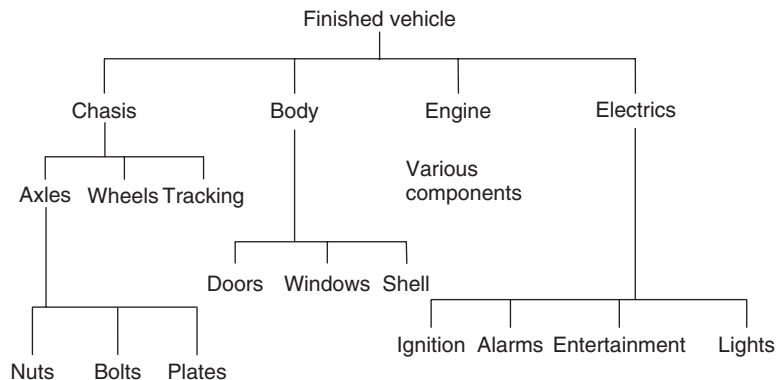 Finished vehicle
Chasis Body Engine Electrics
Various
components
Axles Wheels Tracking
Doors Windows Shell
Ignition Alarms Entertainment Lights
Nuts Bolts Plates